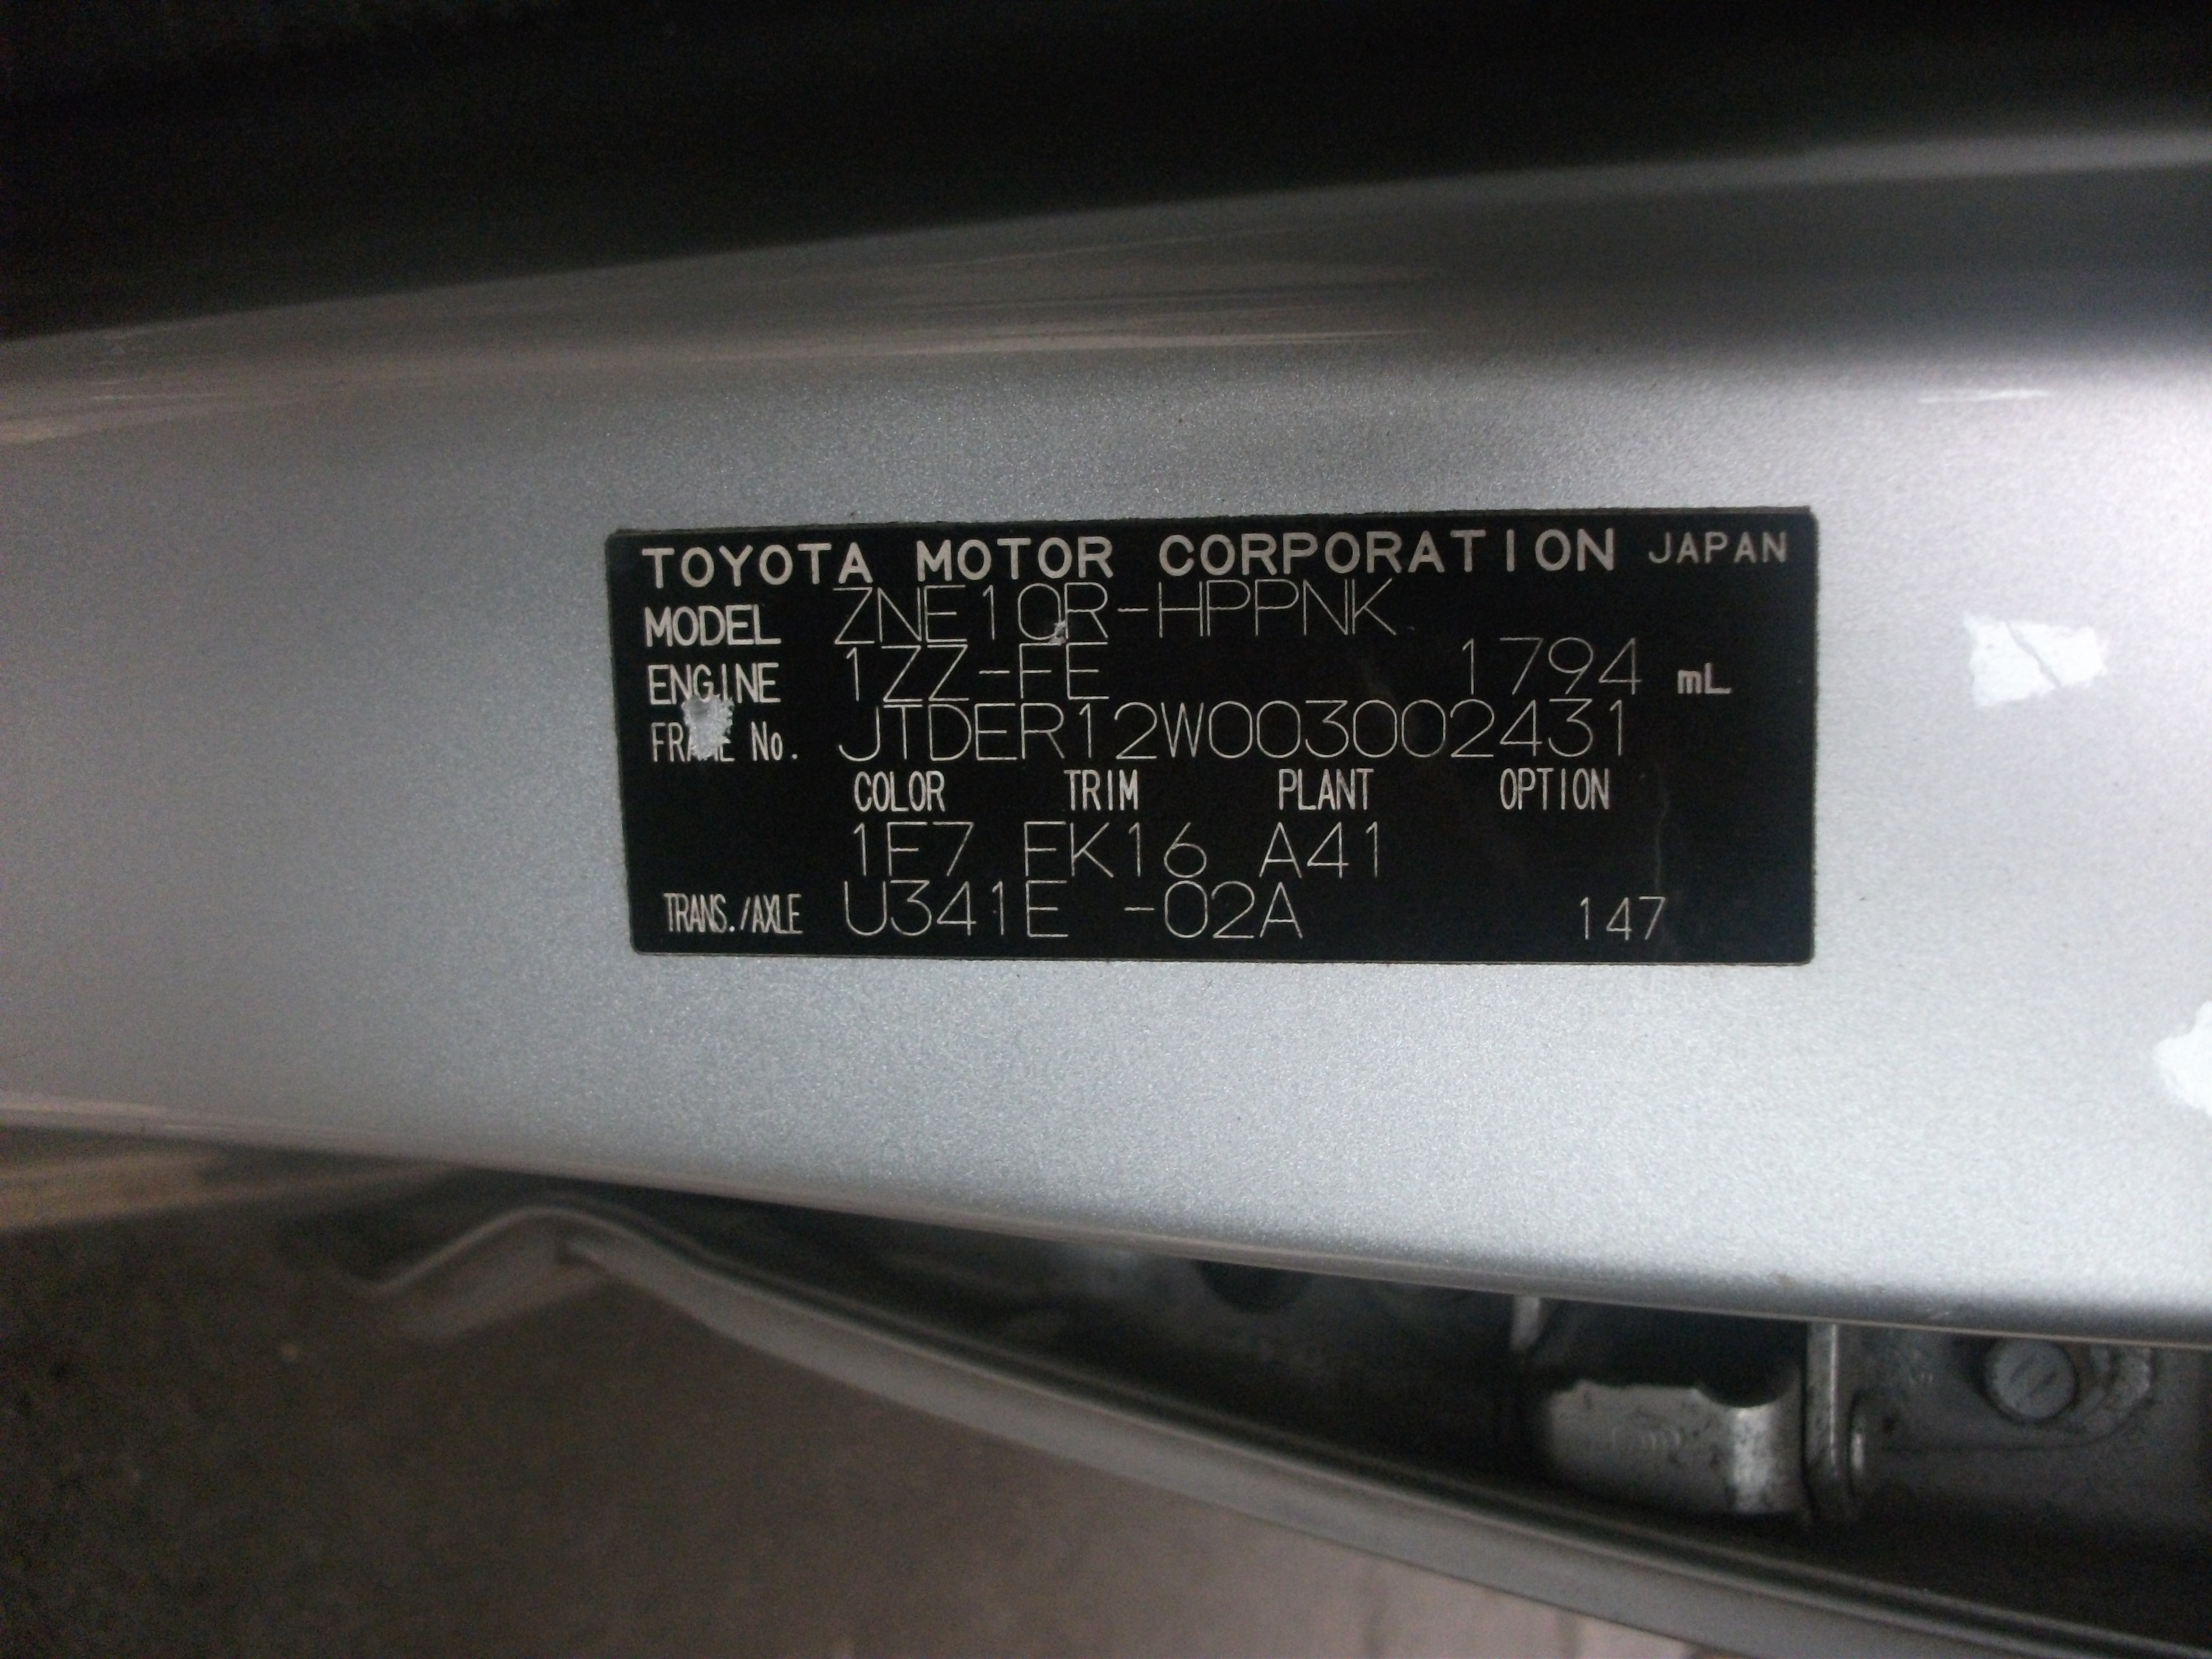 TOYOTA MOTOR CORPORATION JAPAN
MODEL ZNE10R-HPPNK
ENGINE 1ZZ-FE 1794 mL
FRAME No. JTDER12W003002431
COLOR TRIM PLANT OPTION
1F7 FK16 A41
TRANS./AXLE U341E -02A 147